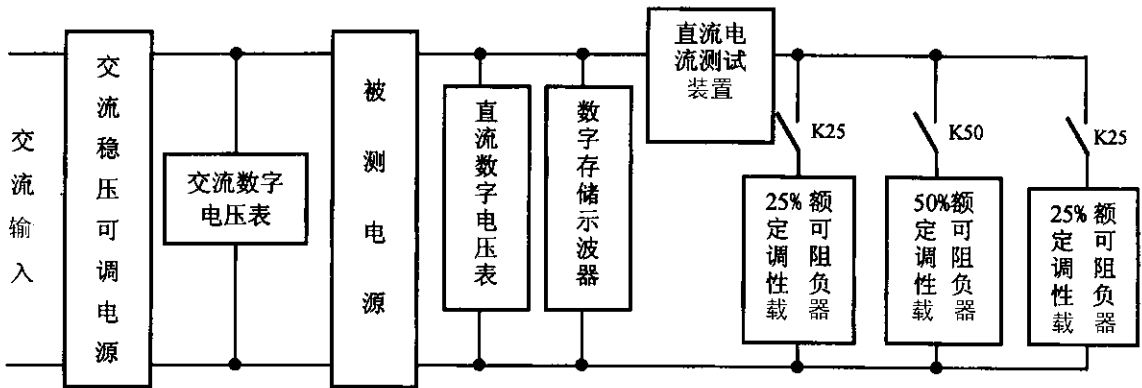 交流输入
交流稳压可调电源
交流数字
电压表
被测电源
直流数字电压表
数字存储示波器
直流电
流测试
装置
K25
25%额
定可
调阻
性负
载器
K50
50%额
定可
调阻
性负
载器
K25
25%额
定可
调阻
性负
载器